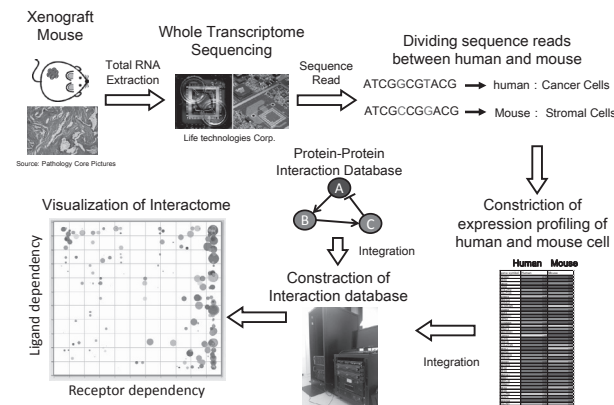 Xenograft
Mouse
Total RNA
Extraction
Source: Pathology Core Pictures
Whole Transcriptome
Sequencing
Life technologies Corp.
Sequence
Read
Dividing sequence reads
between human and mouse
ATCGGCGTACG human : Cancer Cells
ATCGCCGGACG Mouse : Stromal Cells
Constriction of
expression profiling of
human and mouse cell
Human Mouse
Integration
Protein-Protein
Interaction Database
A
B
C
Integration
Constraction of
Interaction database
Visualization of Interactome
Ligand dependency
Receptor dependency